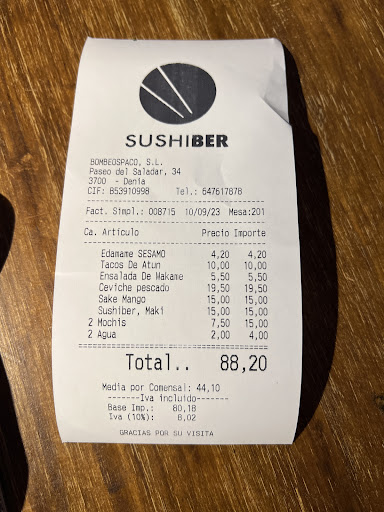 SUSHIBER
BOMBEOSPACO, S.L.
Paseo del Saladar, 34
3700 - Denia
CIF: B53910998 Tel.: 647617878
Fact. Simpl.: 008715 10/09/23 Mesa:201
Ca. Artículo Precio Importe
Edamame SESAMO 4,20 4,20
Tacos De Atun 10,00 10,00
Ensalada De Wakame 5,50 5,50
Ceviche pescado 19,50 19,50
Sake Mango 15,00 15,00
Sushiber, Maki 15,00 15,00
2 Mochis 7,50 15,00
2 Agua 2,00 4,00
Total.. 88,20
Media por Comensal: 44,10
-------Iva incluido-------
Base Imp.: 80,18
Iva (10%): 8,02
GRACIAS POR SU VISITA